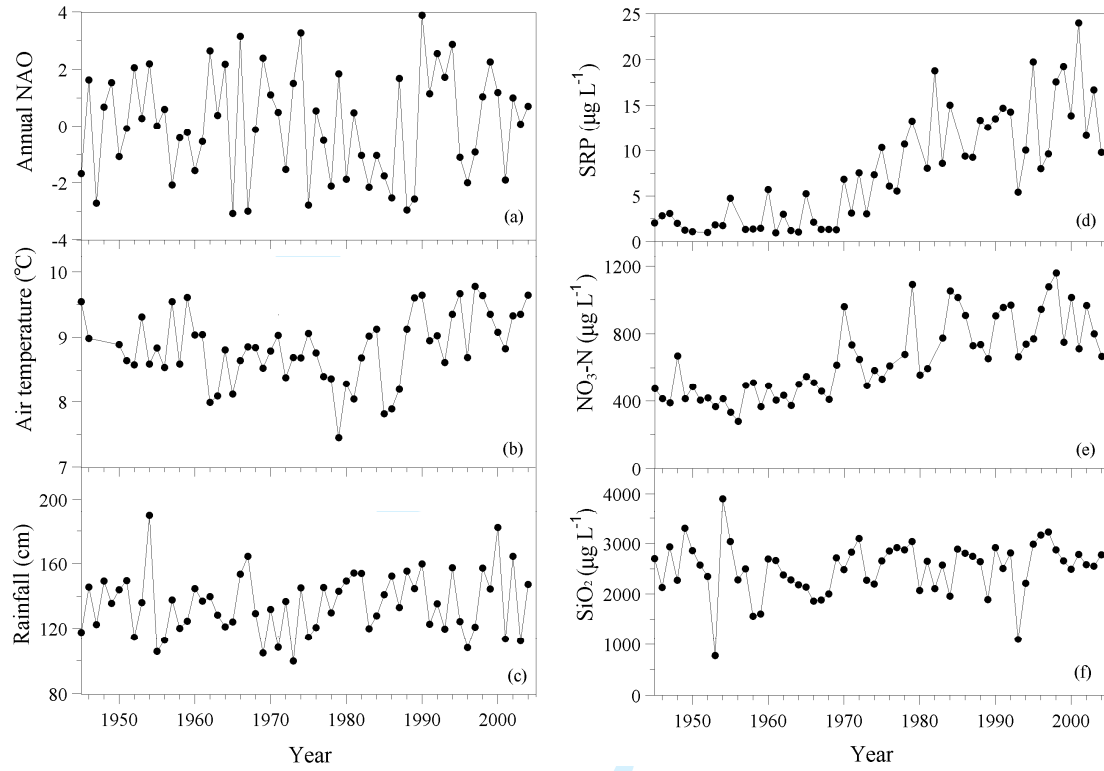 Annual NAO
4
2
0
-2
-4
(a)
Air temperature (℃)
10
9
8
7
(b)
Rainfall (cm)
200
160
120
80
(c)
1950 1960 1970 1980 1990 2000
Year
SRP (µg L⁻¹)
25
20
15
10
5
0
(d)
NO₃-N (µg L⁻¹)
1200
800
400
0
(e)
SiO₂ (µg L⁻¹)
4000
3000
2000
1000
0
(f)
1950 1960 1970 1980 1990 2000
Year